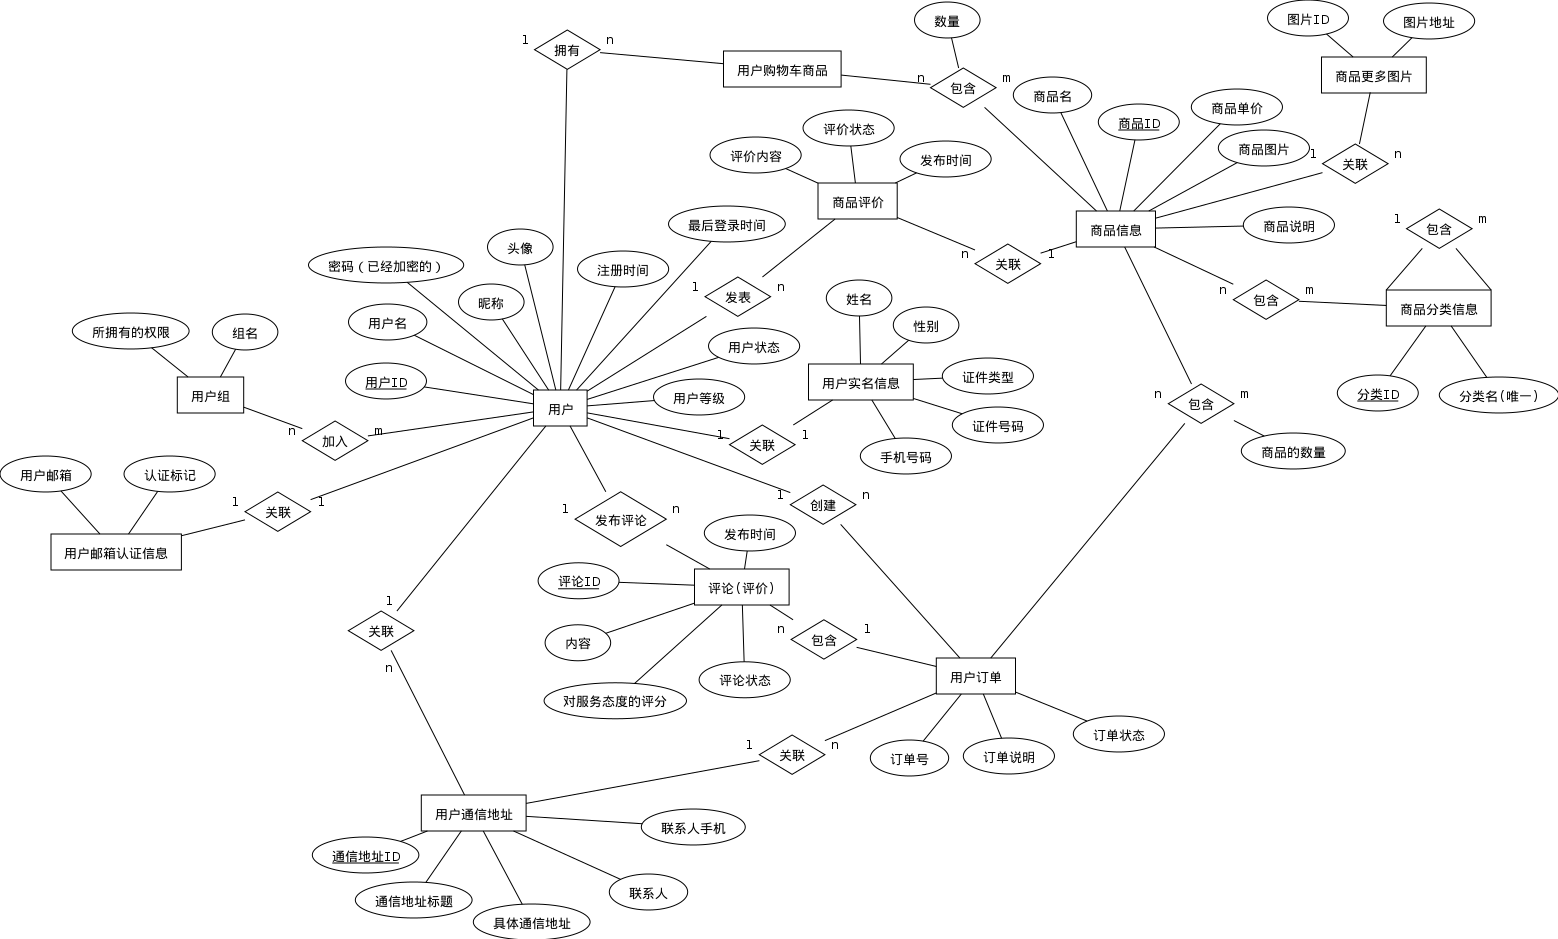 数量
图片ID
图片地址
1
拥有
n
用户购物车商品
n
包含
m
商品更多图片
商品名
商品ID
商品单价
商品图片
1
关联
n
评价状态
评价内容
发布时间
商品评价
最后登录时间
商品信息
商品说明
1
包含
m
密码(已经加密的)
头像
注册时间
n
关联
1
1
发表
n
n
包含
m
商品分类信息
昵称
用户名
所拥有的权限
组名
姓名
性别
用户状态
用户组
用户ID
用户
用户等级
用户实名信息
证件类型
证件号码
分类ID
分类名(唯一)
n
包含
m
n
加入
m
1
关联
1
手机号码
商品的数量
用户邮箱
认证标记
1
关联
1
1
发布评论
n
1
创建
n
用户邮箱认证信息
发布时间
评论ID
评论(评价)
1
关联
n
内容
n
包含
1
对服务态度的评分
评论状态
用户订单
1
关联
n
订单号
订单说明
订单状态
用户通信地址
联系人手机
通信地址ID
通信地址标题
具体通信地址
联系人